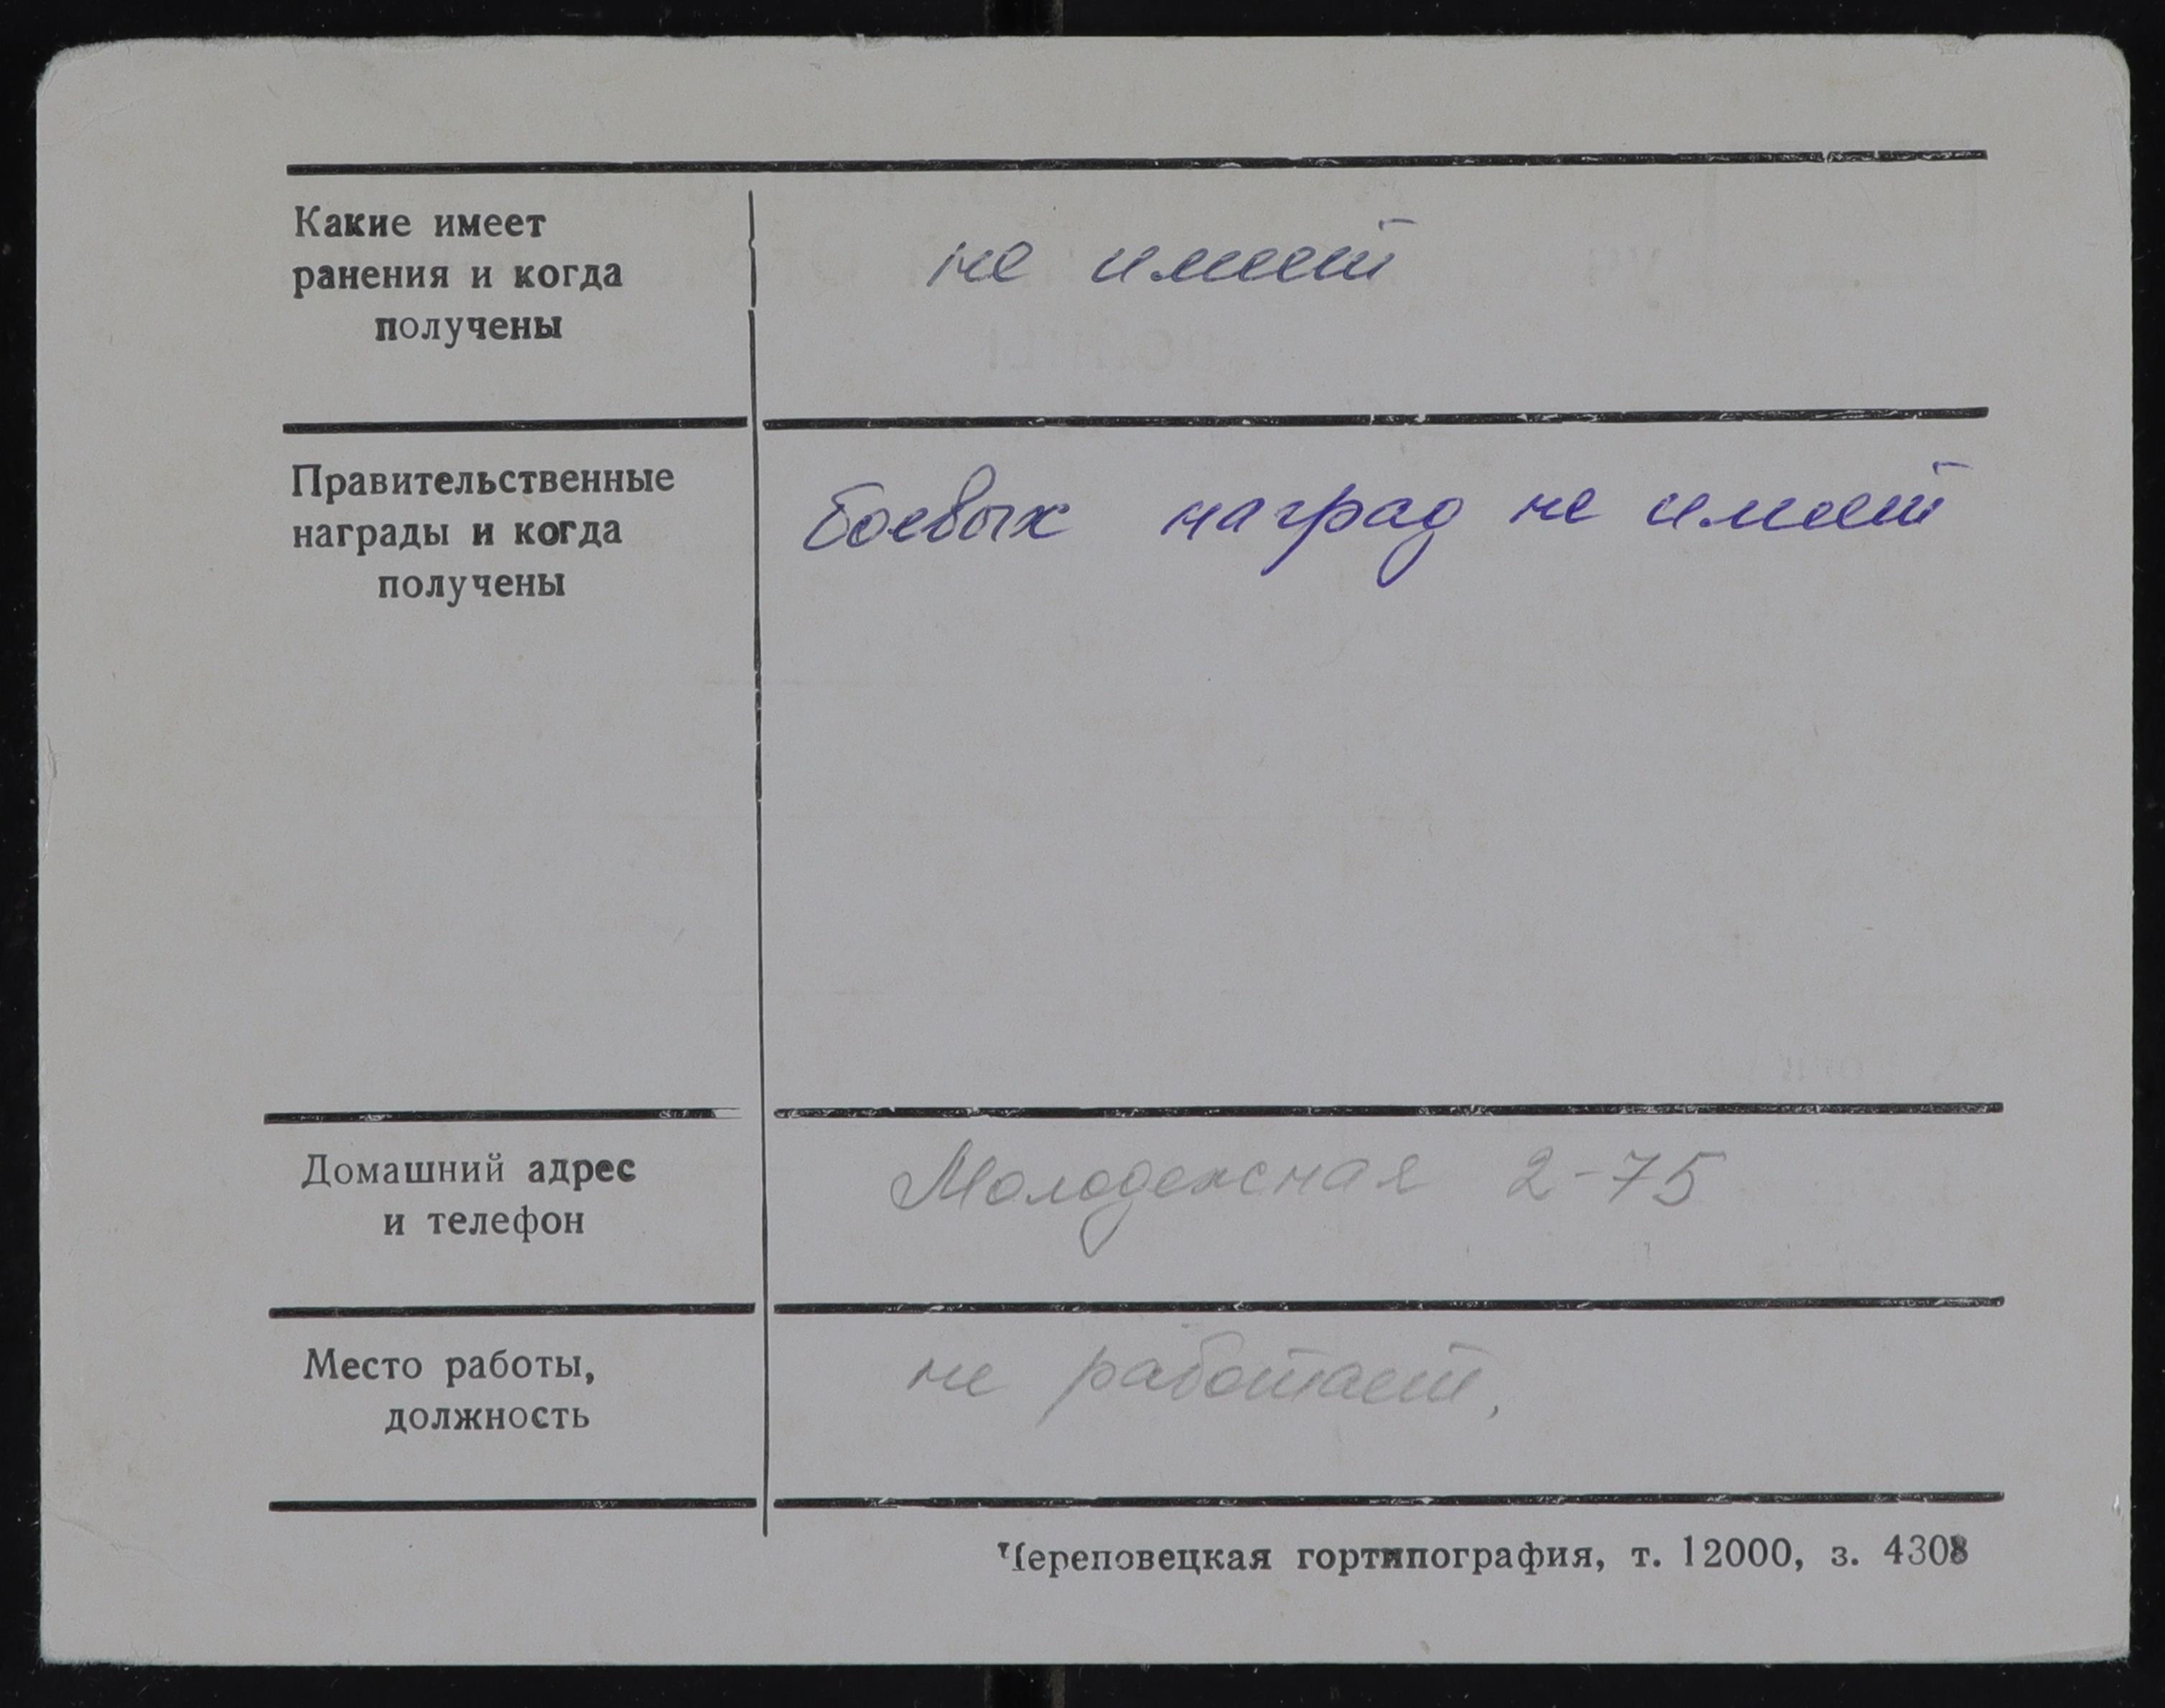 Какие имеет
ранения и когда
получены
не имеет
Правительственные
награды и когда
получены
боевых наград не имеет
Домашний адрес
и телефон
Молодежная 2-75
Место работы,
должность
не работает.
Череповецкая гортипография, т. 12000, з. 4308